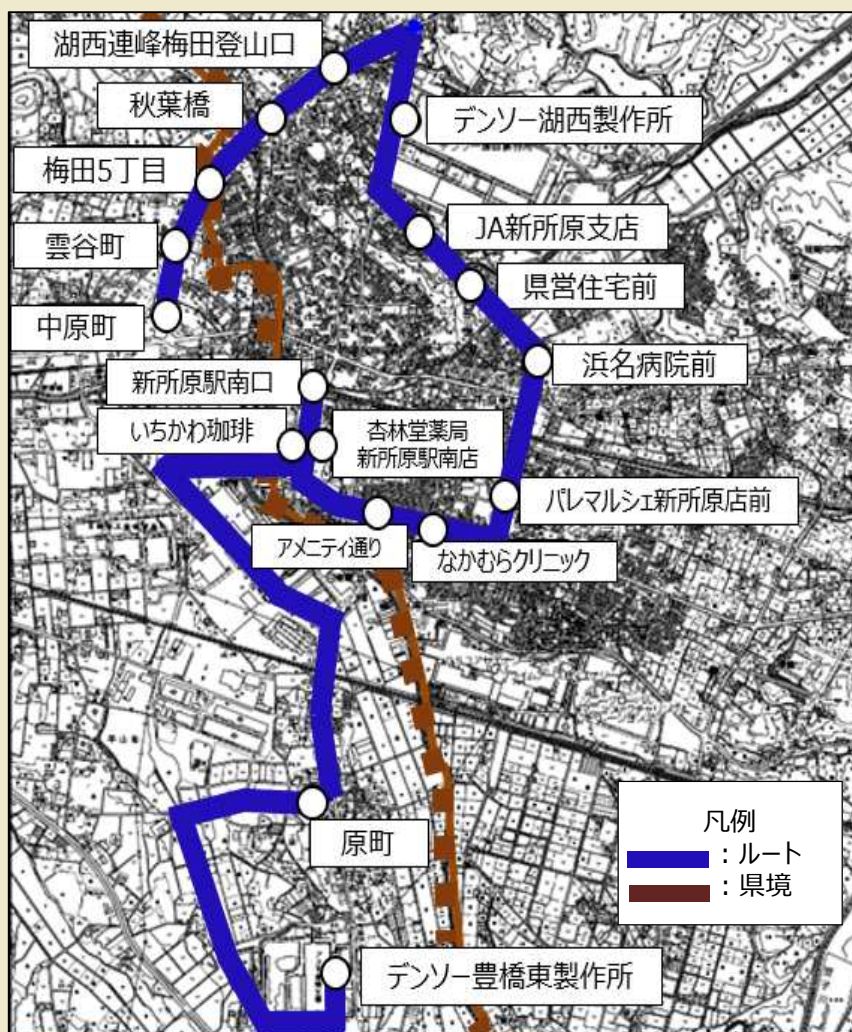 湖西連峰梅田登山口
秋葉橋
デンソー湖西製作所
梅田5丁目
JA新所原支店
雲谷町
県営住宅前
中原町
浜名病院前
新所原駅南口
いちかわ珈琲
杏林堂薬局
新所原駅南店
パレマルシェ新所原店前
アメニティ通り
なかむらクリニック
原町
凡例
：ルート
：県境
デンソー豊橋東製作所